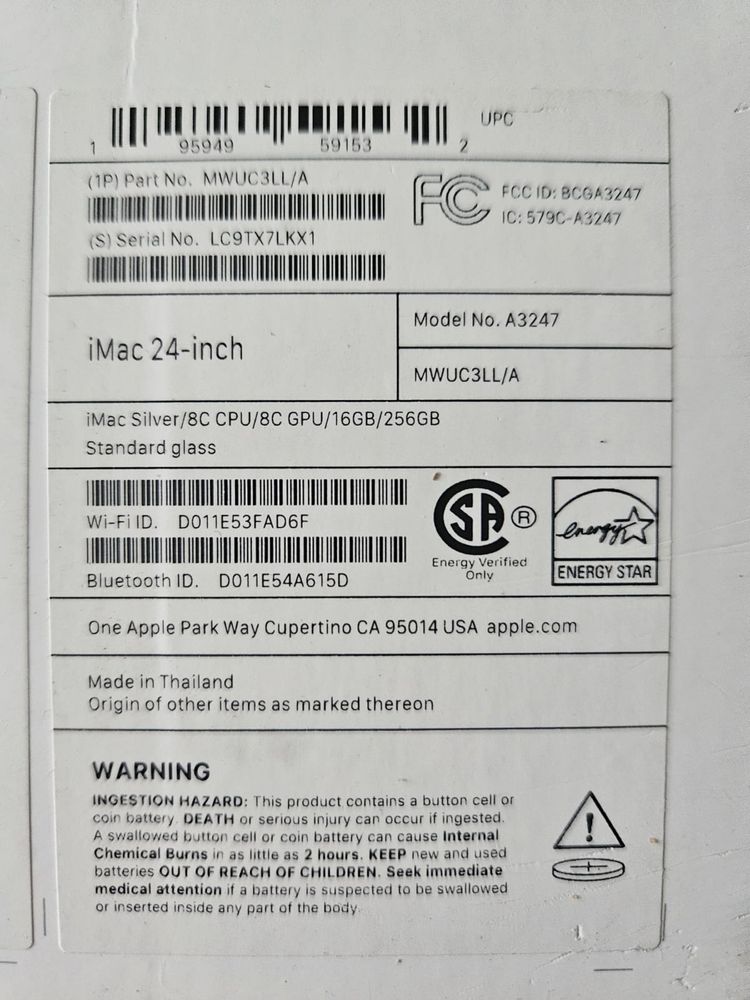 1 95949 59153 2 UPC
(1P) Part No. MWUC3LL/A
(S) Serial No. LC9TX7LKX1
FC FCC ID: BCGA3247
IC: 579C-A3247
iMac 24-inch
Model No. A3247
MWUC3LL/A
iMac Silver/8C CPU/8C GPU/16GB/256GB
Standard glass
Wi-Fi ID. D011E53FAD6F
Bluetooth ID. D011E54A615D
SA ®
Energy Verified
Only
energy
ENERGY STAR
One Apple Park Way Cupertino CA 95014 USA apple.com
Made in Thailand
Origin of other items as marked thereon
WARNING
INGESTION HAZARD: This product contains a button cell or
coin battery. DEATH or serious injury can occur if ingested.
A swallowed button cell or coin battery can cause Internal
Chemical Burns in as little as 2 hours. KEEP new and used
batteries OUT OF REACH OF CHILDREN. Seek immediate
medical attention if a battery is suspected to be swallowed
or inserted inside any part of the body.